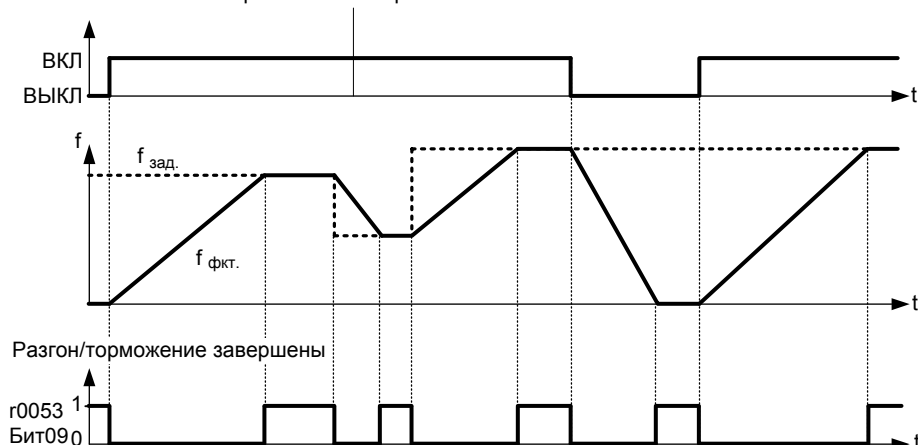 ВКЛ
ВЫКЛ
t
f
f зад.
f фкт.
t
Разгон/торможение завершены
r0053 1
Бит09 0
t